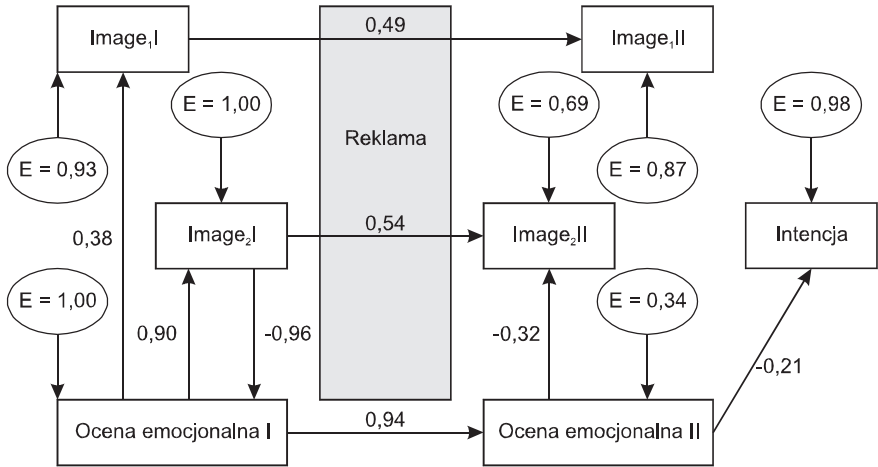 Image₁I
0,49
Image₁II
E = 1,00
E = 0,69
E = 0,98
Reklama
E = 0,93
E = 0,87
0,38
Image₂I
0,54
Image₂II
Intencja
E = 1,00
E = 0,34
0,90
-0,96
-0,32
-0,21
Ocena emocjonalna I
0,94
Ocena emocjonalna II